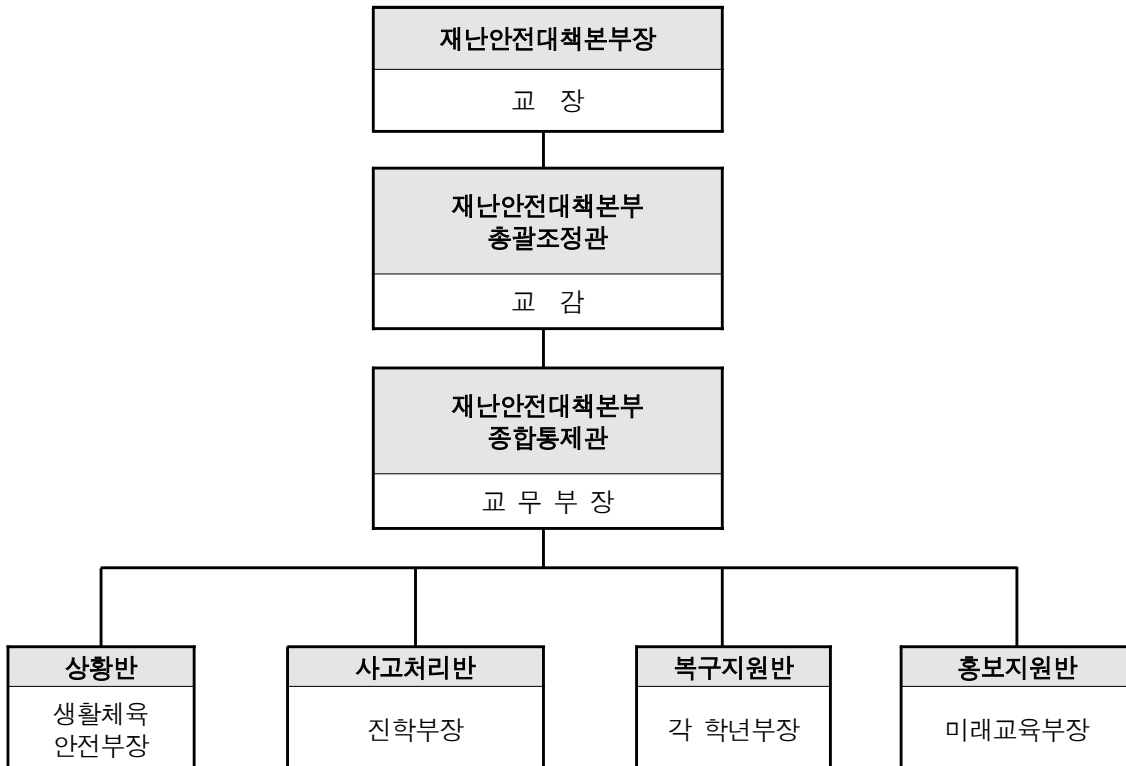 재난안전대책본부장
교 장
재난안전대책본부
총괄조정관
교 감
재난안전대책본부
종합통제관
교 무 부 장
상황반
생활체육
안전부장
사고처리반
진학부장
복구지원반
각 학년부장
홍보지원반
미래교육부장